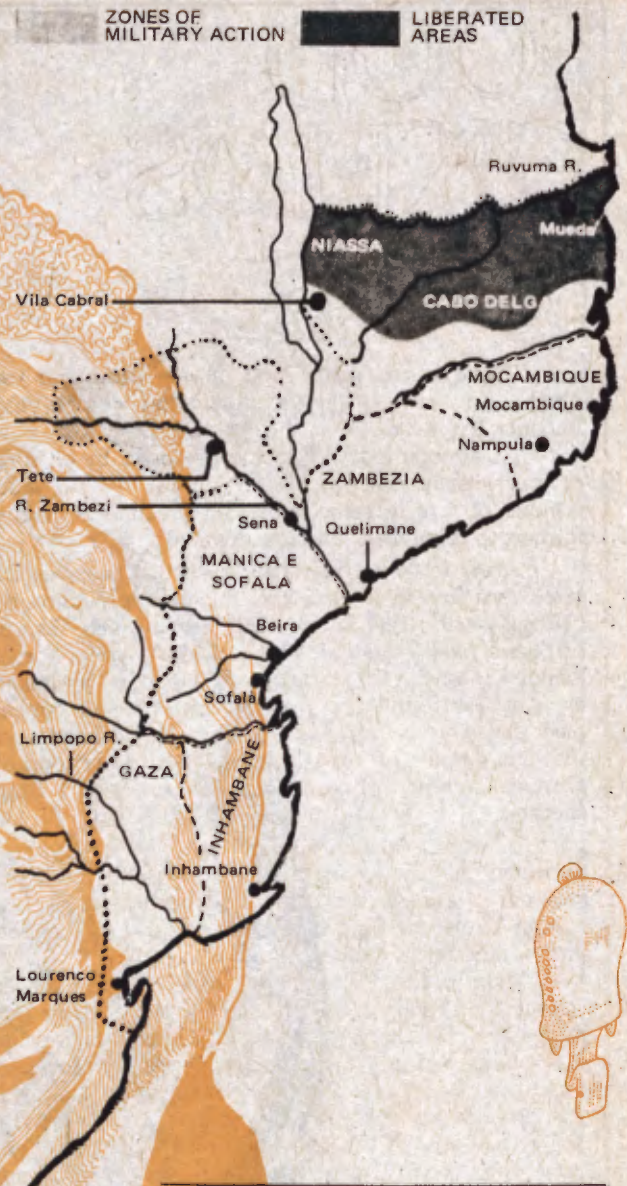 ZONES OF
MILITARY ACTION
LIBERATED
AREAS
Ruvuma R.
Mueda
NIASSA
Vila Cabral
CABO DELG
MOCAMBIQUE
Mocambique
Nampula
Tete
ZAMBEZIA
R. Zambezi
Sena
Quelimane
MANICA E
SOFALA
Beira
Sofala
Limpopo R.
GAZA
INHAMBANE
Inhambane
Lourenco
Marques